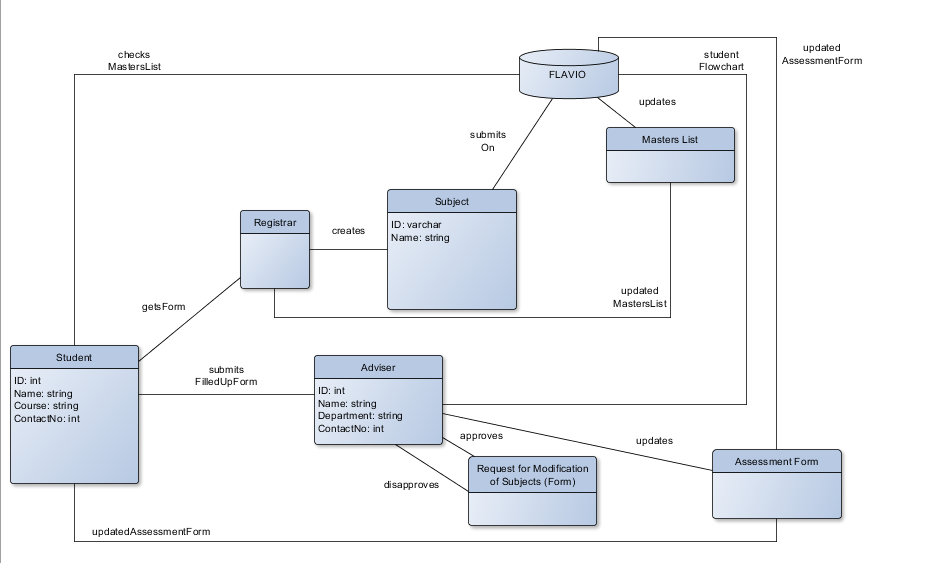 checks
MastersList
FLAVIO
student
Flowchart
updated
AssessmentForm
updates
submits
On
Masters List
Subject
ID: varchar
Name: string
Registrar
creates
updated
MastersList
getsForm
Student
ID: int
Name: string
Course: string
ContactNo: int
submits
FilledUpForm
Adviser
ID: int
Name: string
Department: string
ContactNo: int
approves
updates
disapproves
Request for Modification
of Subjects (Form)
Assessment Form
updatedAssessmentForm